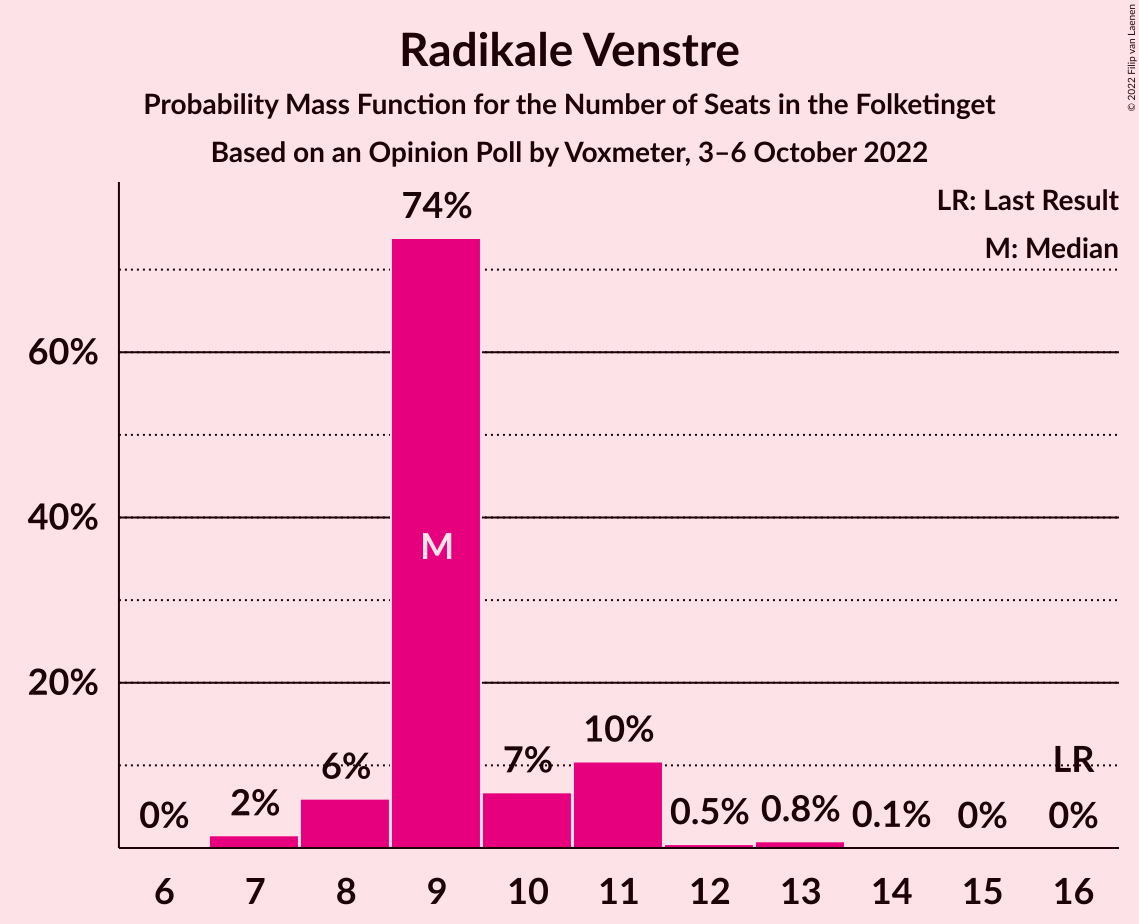 Radikale Venstre
Probability Mass Function for the Number of Seats in the Folketinget
Based on an Opinion Poll by Voxmeter, 3–6 October 2022
© 2022 Filip van Laenen
LR: Last Result
M: Median
60%
40%
20%
0%
2%
6%
74%
M
7%
10%
0.5%
0.8%
0.1%
0%
LR
0%
6 7 8 9 10 11 12 13 14 15 16